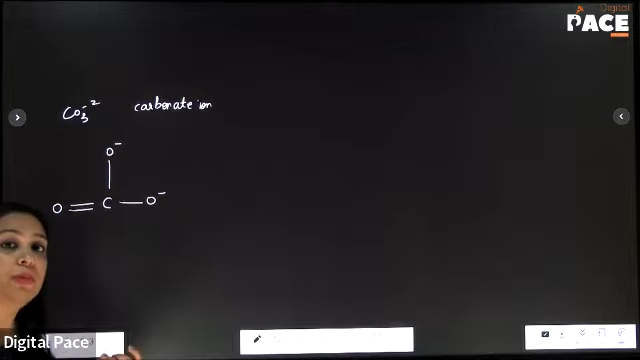 Digital
PACE
CO₃⁻² carbonate ion
O⁻
O = C — O⁻
Digital Pace